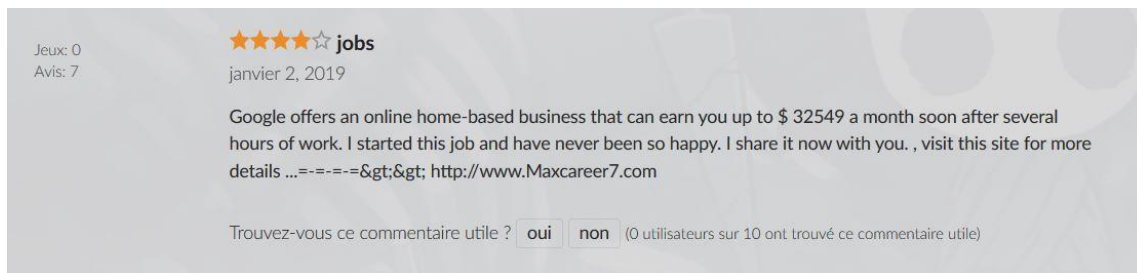 Jeux: 0
Avis: 7
jobs
janvier 2, 2019
Google offers an online home-based business that can earn you up to $ 32549 a month soon after several
hours of work. I started this job and have never been so happy. I share it now with you. , visit this site for more
details ...=-=-=-=&gt;&gt; http://www.Maxcareer7.com
Trouvez-vous ce commentaire utile ? oui non (0 utilisateurs sur 10 ont trouvé ce commentaire utile)